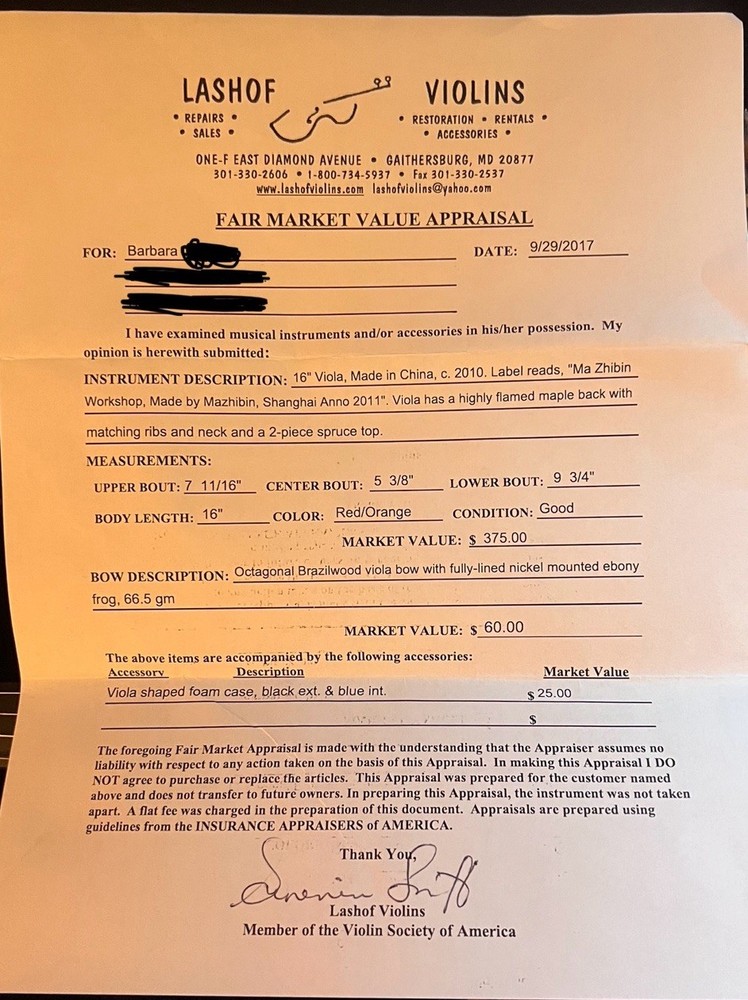 LASHOF VIOLINS
• REPAIRS • • RESTORATION • RENTALS •
• SALES • • ACCESSORIES •
ONE-F EAST DIAMOND AVENUE • GAITHERSBURG, MD 20877
301-330-2606 • 1-800-734-5937 • Fax 301-330-2537
www.lashofviolins.com lashofviolins@yahoo.com
FAIR MARKET VALUE APPRAISAL
FOR: Barbara DATE: 9/29/2017
I have examined musical instruments and/or accessories in his/her possession. My
opinion is herewith submitted:
INSTRUMENT DESCRIPTION: 16" Viola, Made in China, c. 2010. Label reads, "Ma Zhibin
Workshop, Made by Mazhibin, Shanghai Anno 2011". Viola has a highly flamed maple back with
matching ribs and neck and a 2-piece spruce top.
MEASUREMENTS:
UPPER BOUT: 7 11/16" CENTER BOUT: 5 3/8" LOWER BOUT: 9 3/4"
BODY LENGTH: 16" COLOR: Red/Orange CONDITION: Good
MARKET VALUE: $ 375.00
BOW DESCRIPTION: Octagonal Brazilwood viola bow with fully-lined nickel mounted ebony
frog, 66.5 gm
MARKET VALUE: $ 60.00
The above items are accompanied by the following accessories:
Accessory Description Market Value
Viola shaped foam case, black ext. & blue int. $ 25.00
$
The foregoing Fair Market Appraisal is made with the understanding that the Appraiser assumes no
liability with respect to any action taken on the basis of this Appraisal. In making this Appraisal I DO
NOT agree to purchase or replace the articles. This Appraisal was prepared for the customer named
above and does not transfer to future owners. In preparing this Appraisal, the instrument was not taken
apart. A flat fee was charged in the preparation of this document. Appraisals are prepared using
guidelines from the INSURANCE APPRAISERS of AMERICA.
Thank You,
Lashof Violins
Member of the Violin Society of America